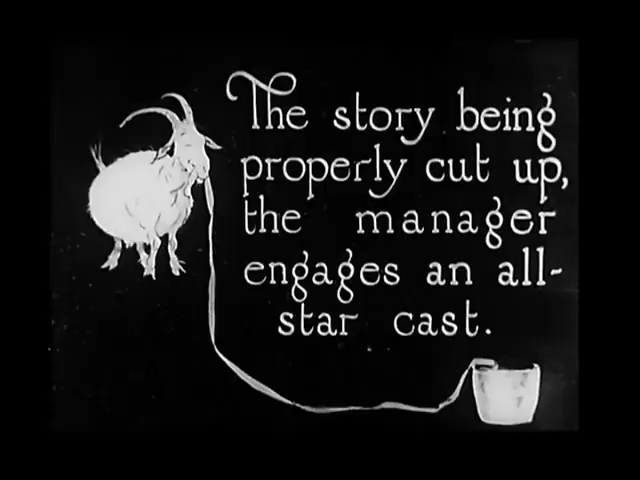 The story being
properly cut up,
the manager
engages an all-
star cast.